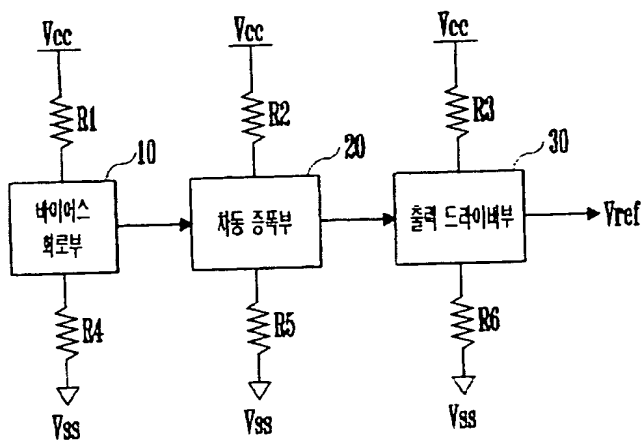 Vcc
Vcc
Vcc
R1
R2
R3
10
20
30
바이어스
회로부
차동 증폭부
출력 드라이버부
Vref
R4
R5
R6
Vss
Vss
Vss